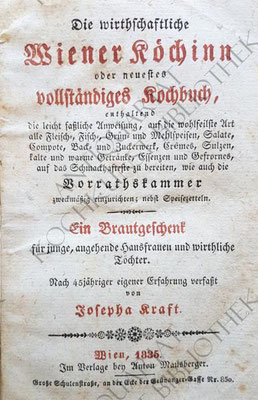 Die wirthschaftliche
Wiener Köchinn
oder neuestes
vollständiges Kochbuch,
enthaltend
die leicht faßliche Anweisung, auf die wohlfeilste Art
alle Fleisch-, Fisch-, Grün- und Mehlspeisen, Salate,
Compote, Back- und Zuckerwerk, Crêmes, Sulzen,
kalte und warme Getränke, Essenzen und Gefrornes,
auf das Schmackhafteste zu bereiten, wie auch die
Vorrathskammer
zweckmäßig einzurichten; nebst Speisezetteln.
Ein Brautgeschenk
für junge, angehende Hausfrauen und wirthliche
Töchter.
Nach 45jähriger eigener Erfahrung verfaßt
von
Josepha Kraft.
Wien, 1835.
Im Verlage bey Anton Mausberger.
Große Schulenstraße, an der Ecke der Grünanger-Gasse Nr. 850.